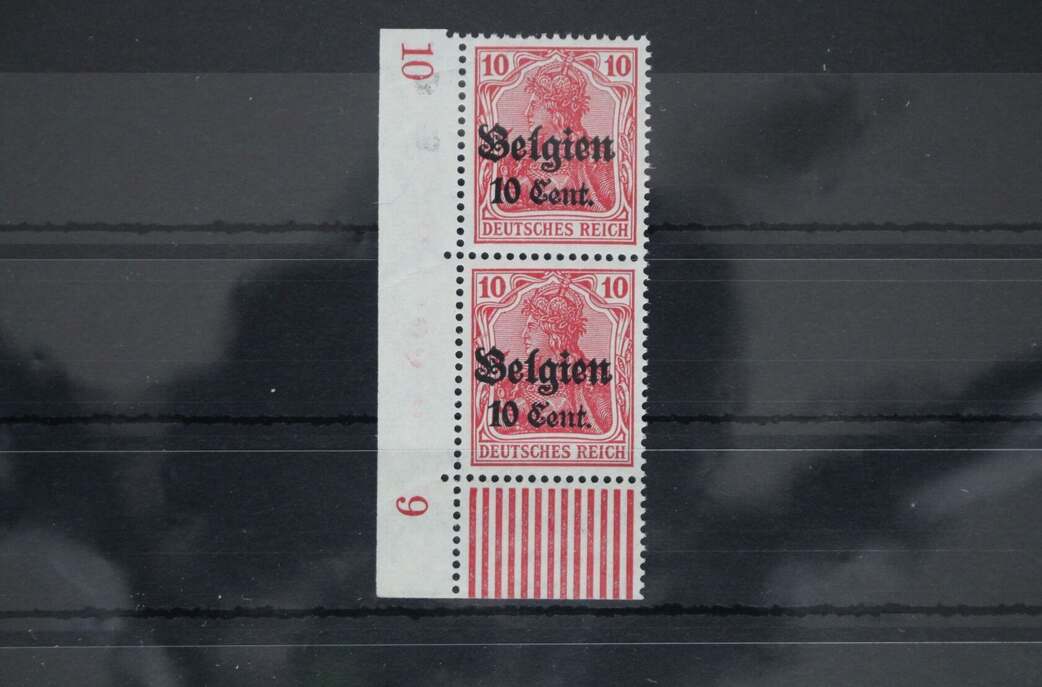 10
10 10
Belgien
10 Cent.
DEUTSCHES REICH
10 10
Belgien
10 Cent.
DEUTSCHES REICH
9